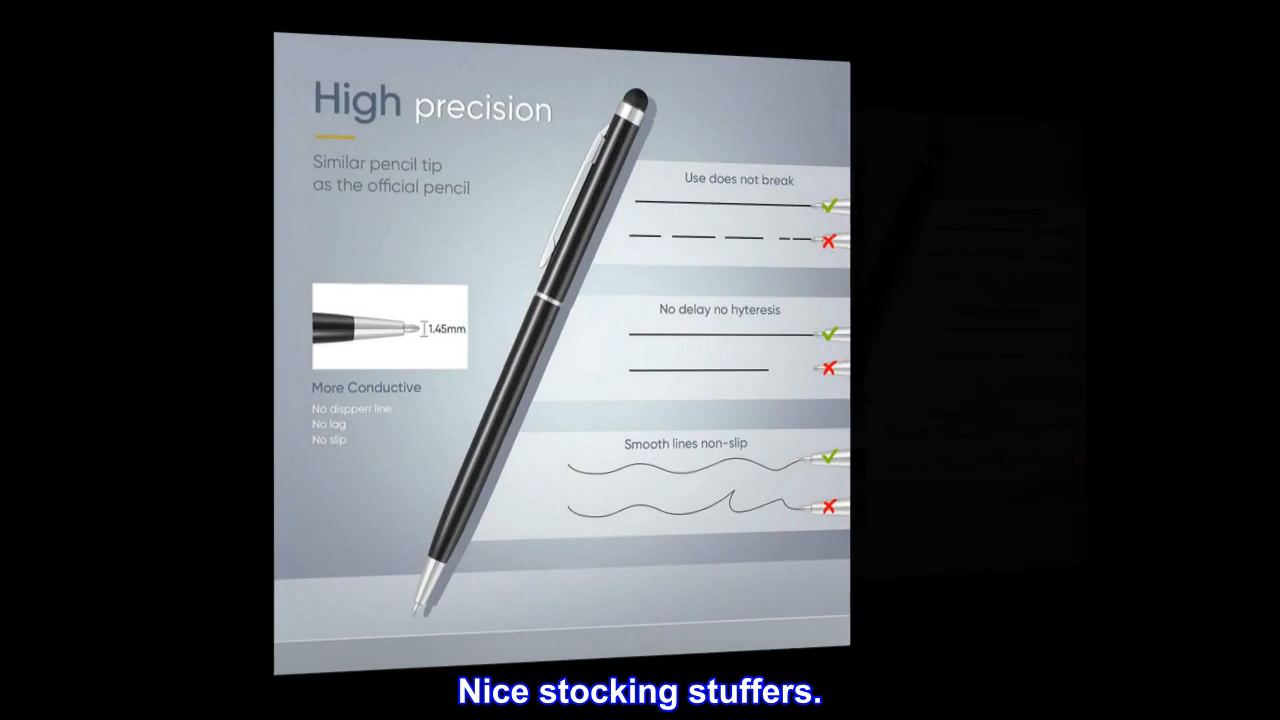 High precision
Similar pencil tip
as the official pencil
Use does not break
No delay no hyteresis
1.45mm
More Conductive
No dispperr line
No lag
No slip
Smooth lines non-slip
Nice stocking stuffers.